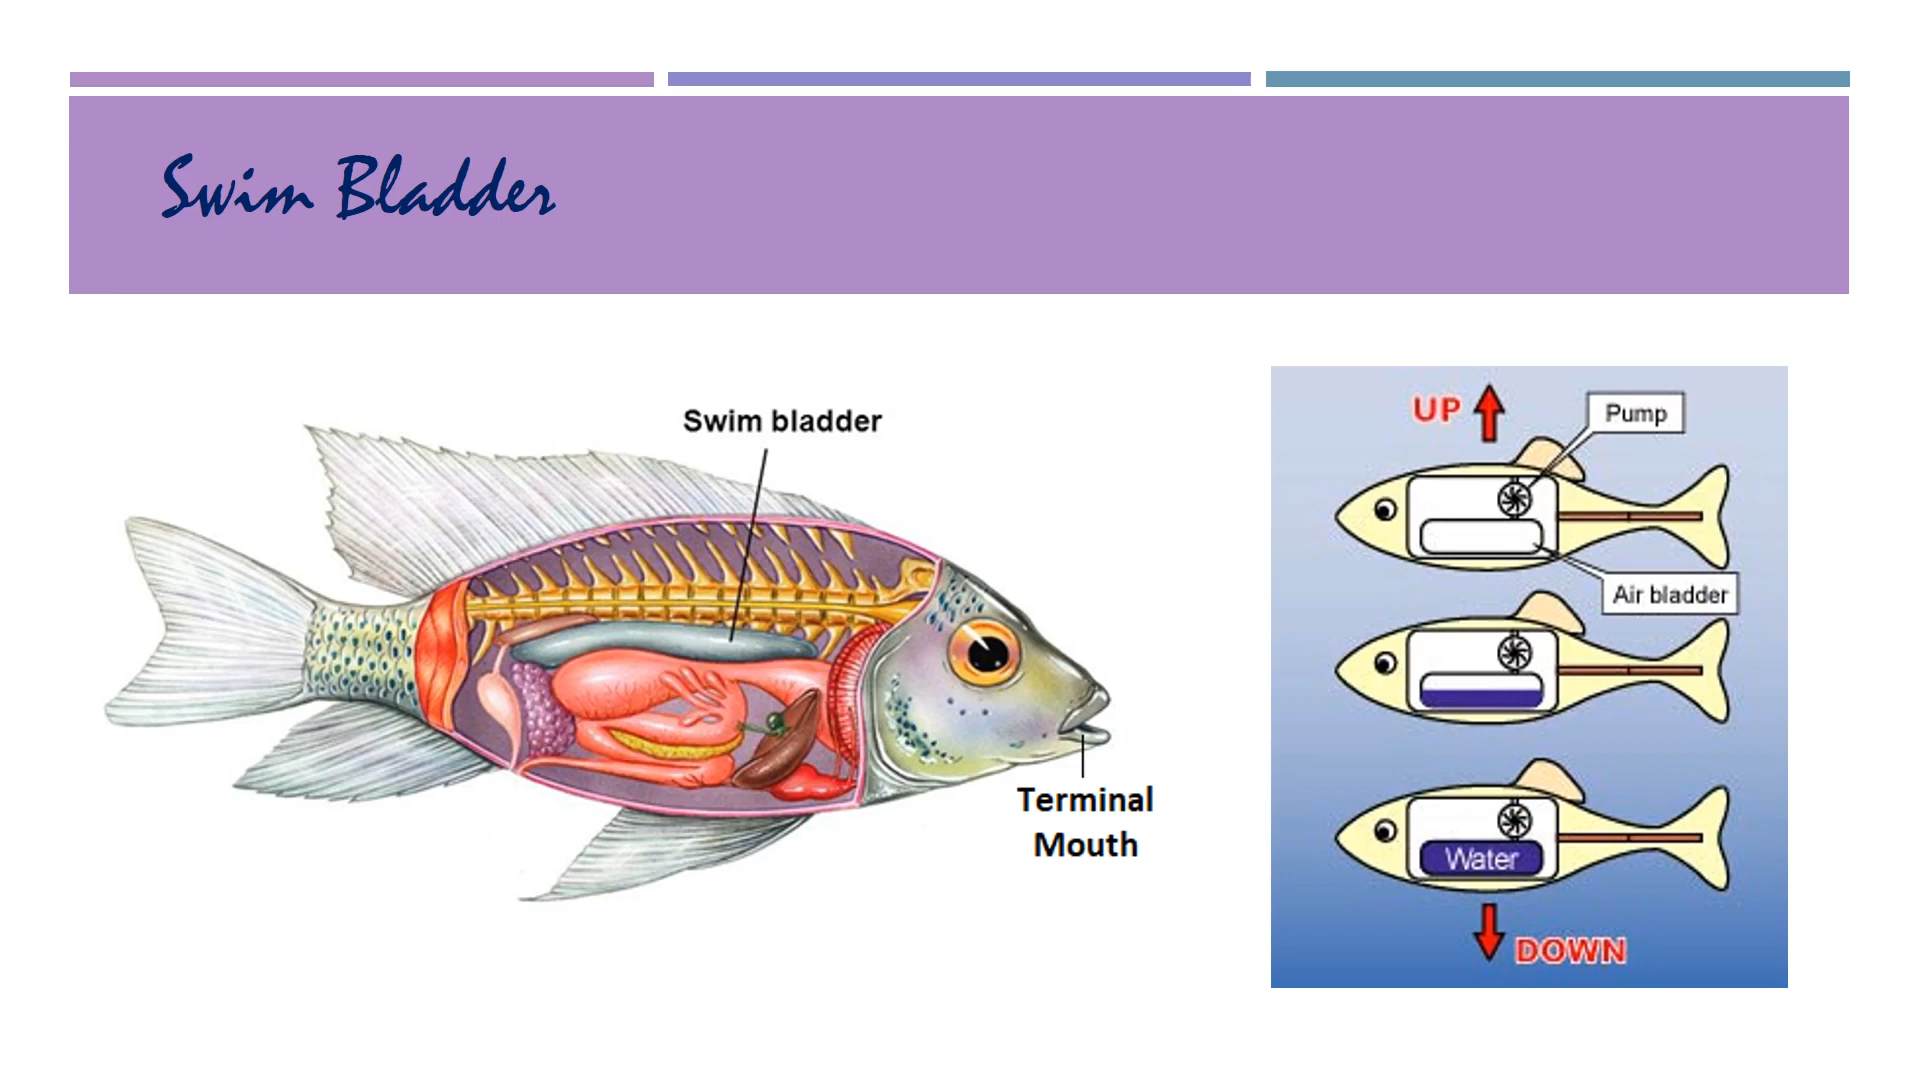 Swim Bladder
Swim bladder
Terminal
Mouth
UP
Pump
Air bladder
Water
DOWN